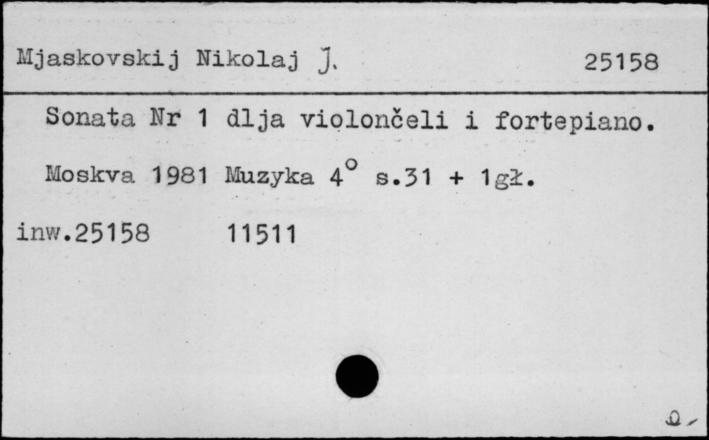 Mjaskovskij Nikolaj J. 25158
Sonata Nr 1 dlja violončeli i fortepiano.
Moskva 1981 Muzyka 4° s.31 + 1gł.
inw.25158 11511